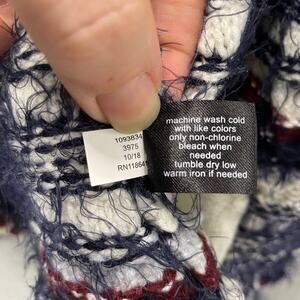 1093834
3975
10/18
machine wash cold
with like colors
only non-chlorine
bleach when
needed
tumble dry low
warm iron if needed